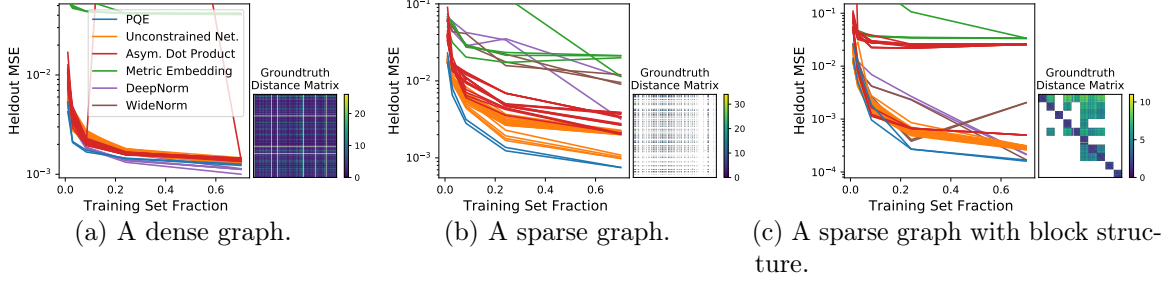 PQE
Unconstrained Net.
Asym. Dot Product
Metric Embedding
DeepNorm
WideNorm
Heldout MSE
10⁻²
10⁻³
0.0 0.2 0.4 0.6
Training Set Fraction
Groundtruth
Distance Matrix
20
10
0
(a) A dense graph.
Heldout MSE
10⁻¹
10⁻²
10⁻³
0.0 0.2 0.4 0.6
Training Set Fraction
Groundtruth
Distance Matrix
30
20
10
0
(b) A sparse graph.
Heldout MSE
10⁻¹
10⁻²
10⁻³
10⁻⁴
0.0 0.2 0.4 0.6
Training Set Fraction
Groundtruth
Distance Matrix
10
5
0
(c) A sparse graph with block struc-
ture.